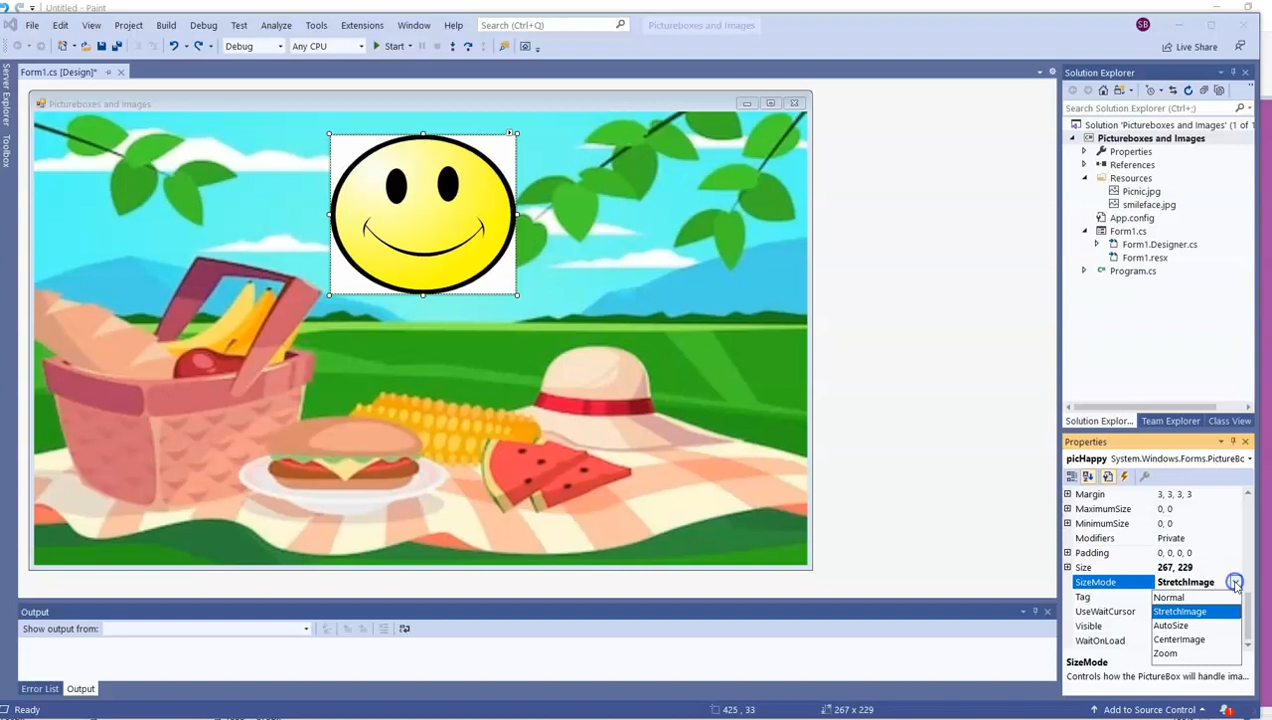 Untitled - Paint
File Edit View Project Build Debug Test Analyze Tools Extensions Window Help Search (Ctrl+Q) Pictureboxes and Images SB
Debug Any CPU Start Live Share
Form1.cs [Design]*
Server Explorer
Toolbox
Pictureboxes and Images
Solution Explorer
Search Solution Explorer (Ctrl+;)
Solution 'Pictureboxes and Images' (1 of 1
Pictureboxes and Images
Properties
References
Resources
Picnic.jpg
smileface.jpg
App.config
Form1.cs
Form1.Designer.cs
Form1.resx
Program.cs
Solution Explor... Team Explorer Class View
Properties
picHappy System.Windows.Forms.PictureBo
Margin 3, 3, 3, 3
MaximumSize 0, 0
MinimumSize 0, 0
Modifiers Private
Padding 0, 0, 0, 0
Size 267, 229
SizeMode StretchImage
Tag
UseWaitCursor
Visible
WaitOnLoad
Normal
StretchImage
AutoSize
CenterImage
Zoom
SizeMode
Controls how the PictureBox will handle ima...
Output
Show output from:
Error List Output
Ready 425 , 33 267 x 229 Add to Source Control 1